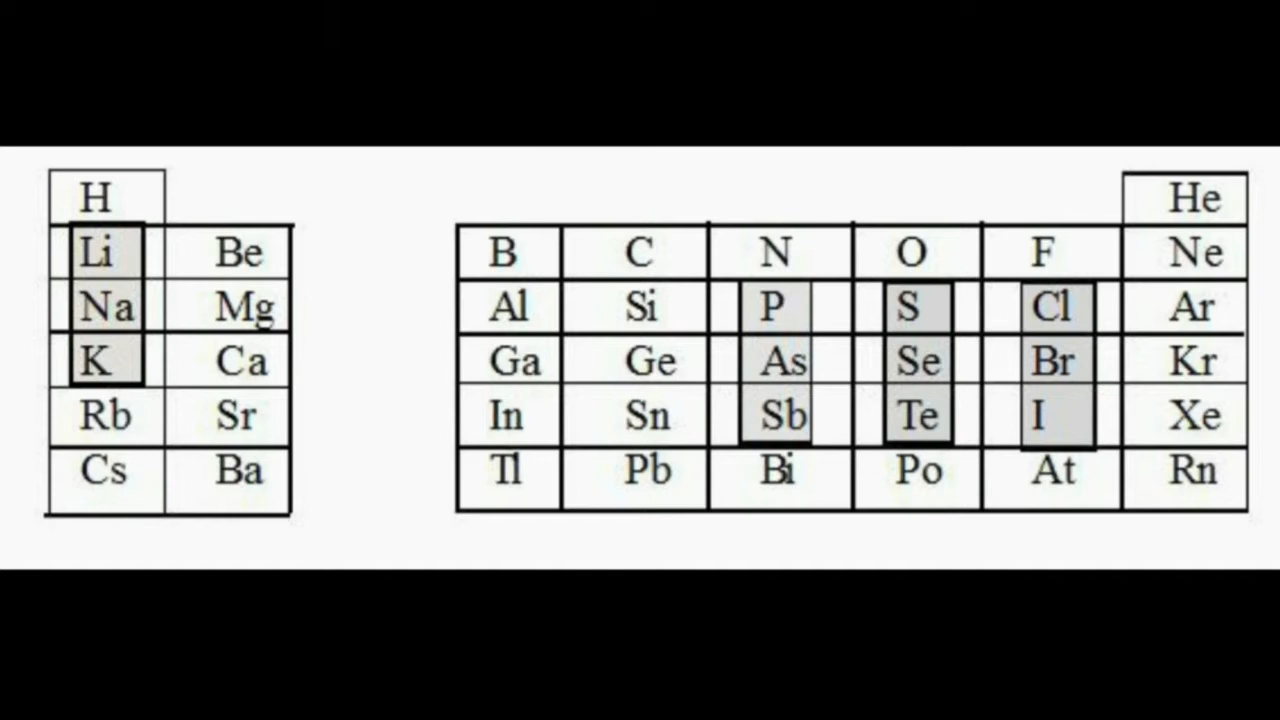 H He
Li Be B C N O F Ne
Na Mg Al Si P S Cl Ar
K Ca Ga Ge As Se Br Kr
Rb Sr In Sn Sb Te I Xe
Cs Ba Tl Pb Bi Po At Rn